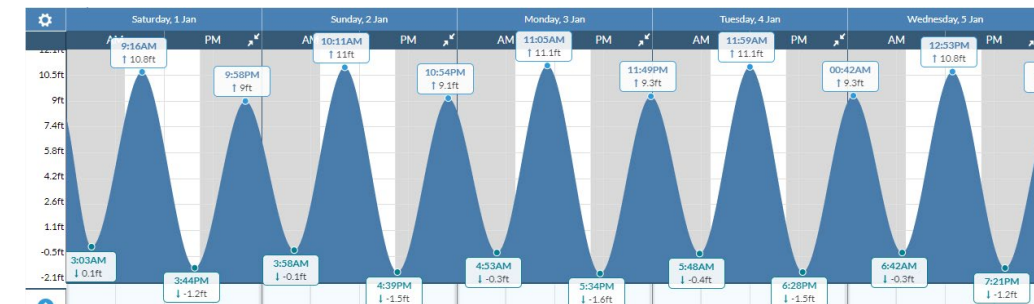 Saturday, 1 Jan
Sunday, 2 Jan
Monday, 3 Jan
Tuesday, 4 Jan
Wednesday, 5 Jan
PM
PM
AM
PM
AM
PM
AM
PM
9:16AM
↑ 10.8ft
9:58PM
↑ 9ft
10:11AM
↑ 11ft
10:54PM
↑ 9.1ft
11:05AM
↑ 11.1ft
11:49PM
↑ 9.3ft
11:59AM
↑ 11.1ft
00:42AM
↑ 9.3ft
12:53PM
↑ 10.8ft
10.5ft
9ft
7.4ft
5.8ft
4.2ft
2.6ft
1.1ft
-0.5ft
-2.1ft
3:03AM
↓ 0.1ft
3:44PM
↓ -1.2ft
3:58AM
↓ -0.1ft
4:39PM
↓ -1.5ft
4:53AM
↓ -0.3ft
5:34PM
↓ -1.6ft
5:48AM
↓ -0.4ft
6:28PM
↓ -1.5ft
6:42AM
↓ -0.3ft
7:21PM
↓ -1.2ft